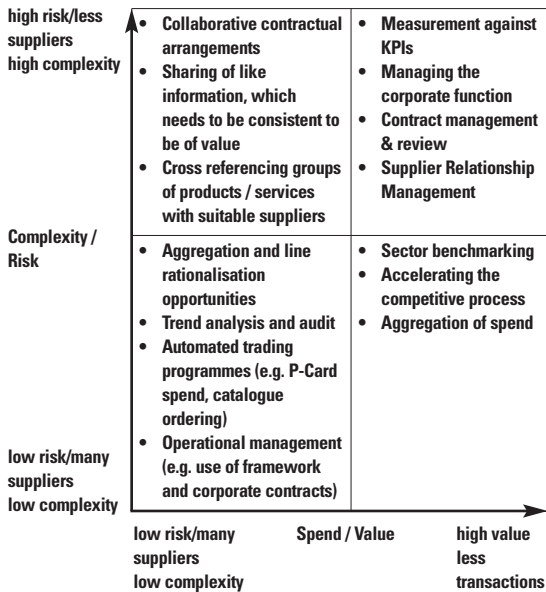 high risk/less
suppliers
high complexity
• Collaborative contractual
arrangements
• Sharing of like
information, which
needs to be consistent to
be of value
• Cross referencing groups
of products / services
with suitable suppliers
• Measurement against
KPIs
• Managing the
corporate function
• Contract management
& review
• Supplier Relationship
Management
Complexity /
Risk
• Aggregation and line
rationalisation
opportunities
• Trend analysis and audit
• Automated trading
programmes (e.g. P-Card
spend, catalogue
ordering)
• Operational management
(e.g. use of framework
and corporate contracts)
• Sector benchmarking
• Accelerating the
competitive process
• Aggregation of spend
low risk/many
suppliers
low complexity
low risk/many
suppliers
low complexity
Spend / Value
high value
less
transactions